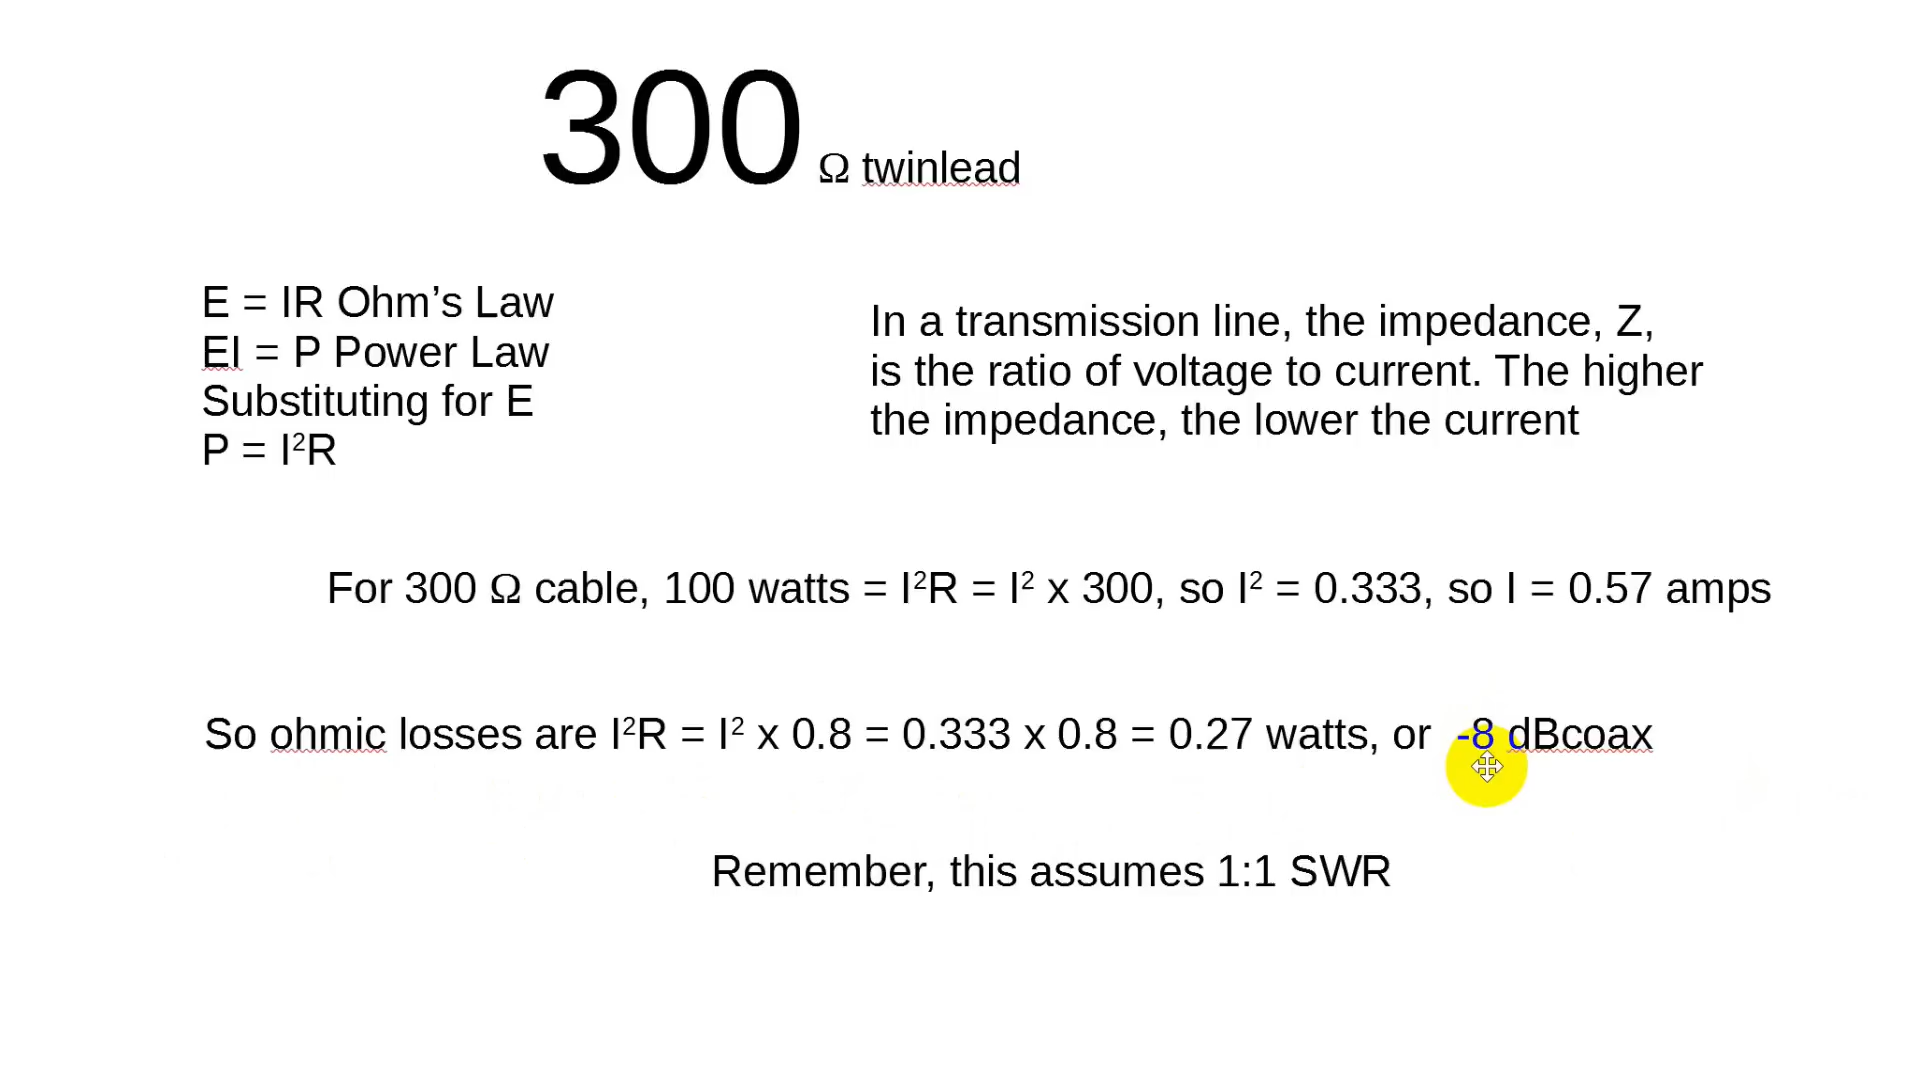 300 Ω twinlead
E = IR Ohm’s Law
EI = P Power Law
Substituting for E
P = I²R
In a transmission line, the impedance, Z,
is the ratio of voltage to current. The higher
the impedance, the lower the current
For 300 Ω cable, 100 watts = I²R = I² x 300, so I² = 0.333, so I = 0.57 amps
So ohmic losses are I²R = I² x 0.8 = 0.333 x 0.8 = 0.27 watts, or -8 dBcoax
Remember, this assumes 1:1 SWR